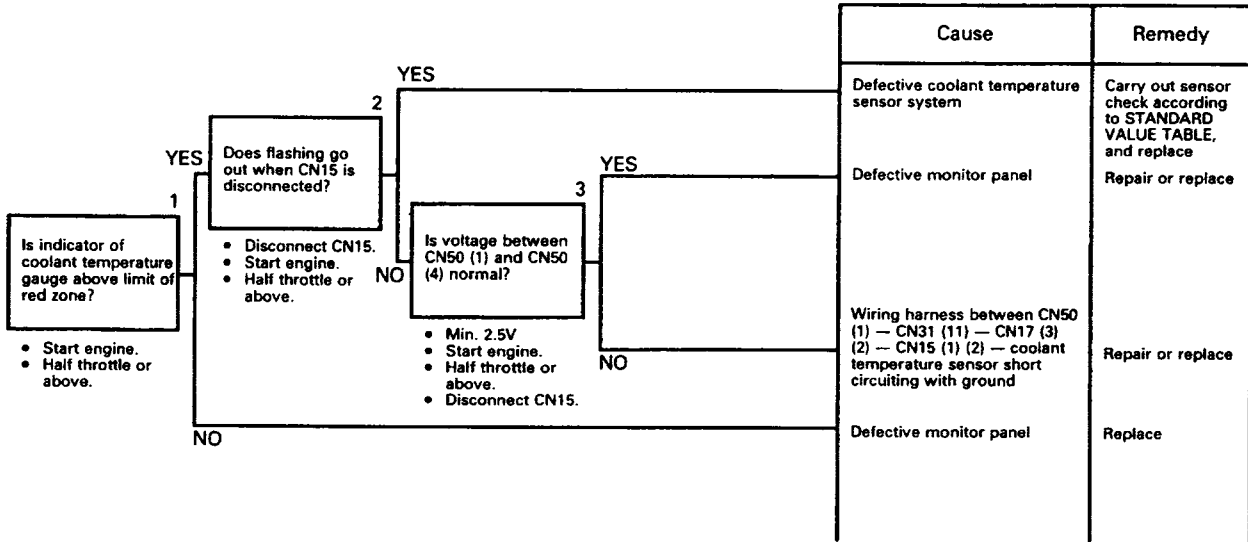 Cause
Remedy
YES
Defective coolant temperature
sensor system
Carry out sensor
check according
to STANDARD
VALUE TABLE,
and replace
2
YES
Does flashing go
out when CN15 is
disconnected?
YES
Defective monitor panel
Repair or replace
1
3
Is indicator of
coolant temperature
gauge above limit of
red zone?
• Disconnect CN15.
• Start engine.
• Half throttle or
above.
NO
Is voltage between
CN50 (1) and CN50
(4) normal?
• Start engine.
• Half throttle or
above.
• Min. 2.5V
• Start engine.
• Half throttle or
above.
• Disconnect CN15.
NO
Wiring harness between CN50
(1) — CN31 (11) — CN17 (3)
(2) — CN15 (1) (2) — coolant
temperature sensor short
circuiting with ground
Repair or replace
NO
Defective monitor panel
Replace